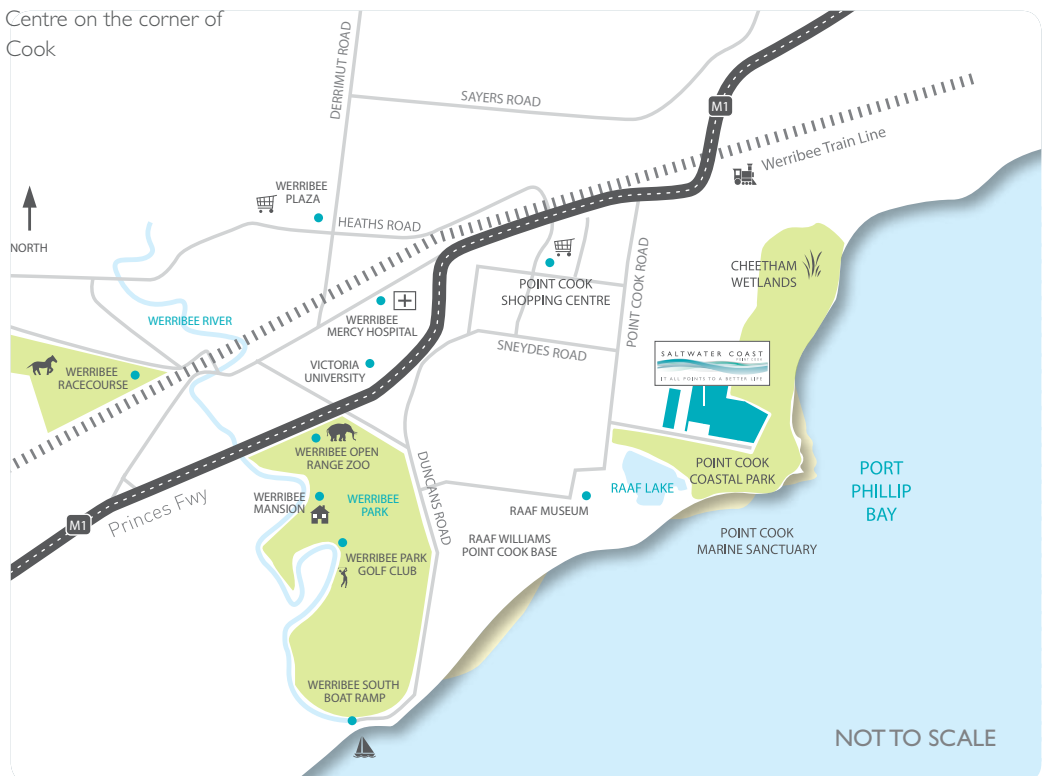 Centre on the corner of
Cook
DERRIMUT ROAD
SAYERS ROAD
M1
Werribee Train Line
WERRIBEE
PLAZA
HEATHS ROAD
NORTH
POINT COOK ROAD
CHEETHAM
WETLANDS
POINT COOK
SHOPPING CENTRE
WERRIBEE RIVER
WERRIBEE
MERCY HOSPITAL
SNEYDES ROAD
SALTWATER COAST
POINT COOK
IT ALL POINTS TO A BETTER LIFE
VICTORIA
UNIVERSITY
WERRIBEE
RACECOURSE
WERRIBEE OPEN
RANGE ZOO
DUNCANS ROAD
POINT COOK
COASTAL PARK
PORT
PHILLIP
BAY
RAAF LAKE
WERRIBEE
MANSION
WERRIBEE
PARK
RAAF MUSEUM
Princes Fwy
M1
RAAF WILLIAMS
POINT COOK BASE
POINT COOK
MARINE SANCTUARY
WERRIBEE PARK
GOLF CLUB
WERRIBEE SOUTH
BOAT RAMP
NOT TO SCALE